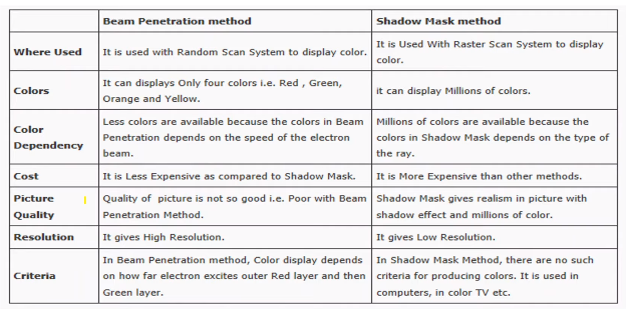 Beam Penetration method
Shadow Mask method
Where Used
It is used with Random Scan System to display color.
It is Used With Raster Scan System to display
color.
Colors
It can displays Only four colors i.e. Red , Green,
Orange and Yellow.
it can display Millions of colors.
Color
Dependency
Less colors are available because the colors in Beam
Penetration depends on the speed of the electron
beam.
Millions of colors are available because the
colors in Shadow Mask depends on the type of
the ray.
Cost
It is Less Expensive as compared to Shadow Mask.
It is More Expensive than other methods.
Picture
Quality
Quality of picture is not so good i.e. Poor with Beam
Penetration Method.
Shadow Mask gives realism in picture with
shadow effect and millions of color.
Resolution
It gives High Resolution.
It gives Low Resolution.
Criteria
In Beam Penetration method, Color display depends
on how far electron excites outer Red layer and then
Green layer.
In Shadow Mask Method, there are no such
criteria for producing colors. It is used in
computers, in color TV etc.